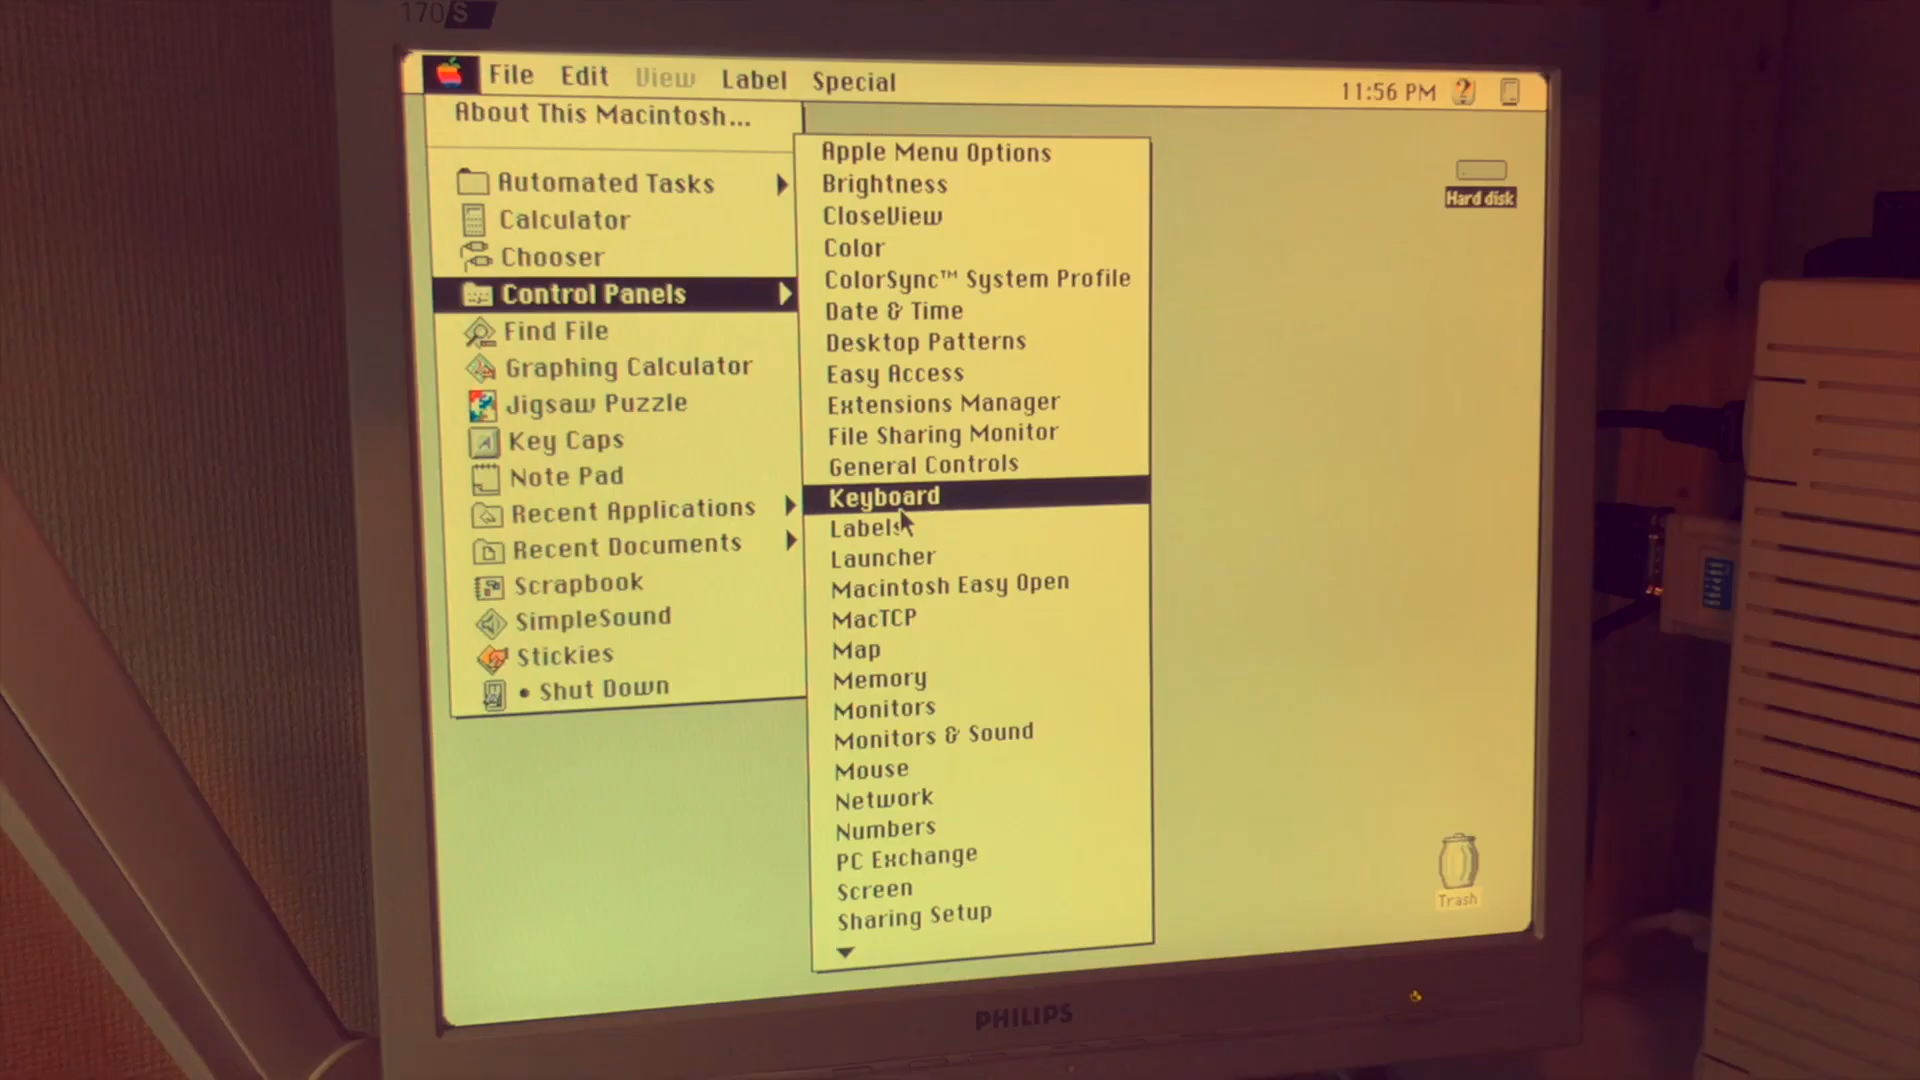 170S
File Edit View Label Special 11:56 PM
About This Macintosh...
Automated Tasks
Calculator
Chooser
Control Panels
Find File
Graphing Calculator
Jigsaw Puzzle
Key Caps
Note Pad
Recent Applications
Recent Documents
Scrapbook
SimpleSound
Stickies
• Shut Down
Apple Menu Options
Brightness
CloseView
Color
ColorSync™ System Profile
Date & Time
Desktop Patterns
Easy Access
Extensions Manager
File Sharing Monitor
General Controls
Keyboard
Labels
Launcher
Macintosh Easy Open
MacTCP
Map
Memory
Monitors
Monitors & Sound
Mouse
Network
Numbers
PC Exchange
Screen
Sharing Setup
Hard disk
Trash
PHILIPS